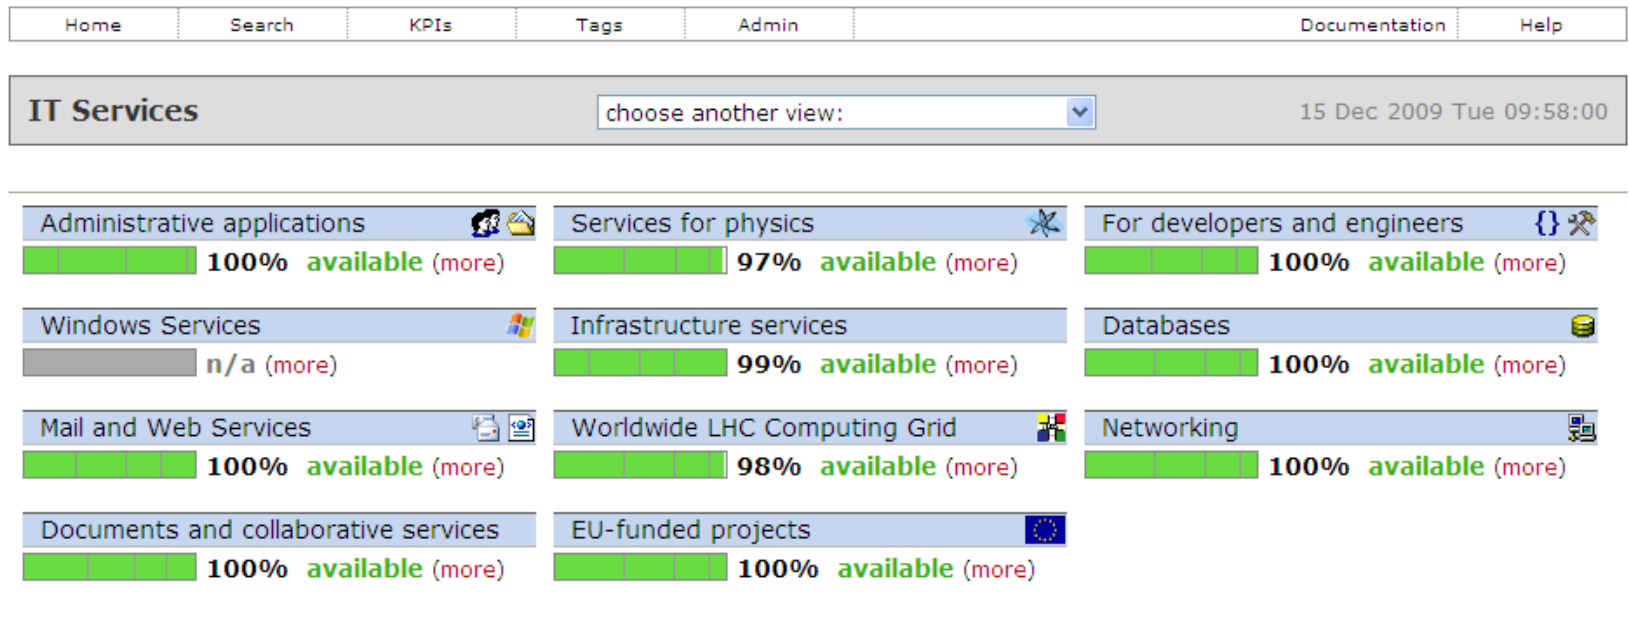 Home Search KPIs Tags Admin Documentation Help
IT Services choose another view: 15 Dec 2009 Tue 09:58:00
Administrative applications Services for physics For developers and engineers {}
100% available (more) 97% available (more) 100% available (more)
Windows Services Infrastructure services Databases
n/a (more) 99% available (more) 100% available (more)
Mail and Web Services Worldwide LHC Computing Grid Networking
100% available (more) 98% available (more) 100% available (more)
Documents and collaborative services EU-funded projects
100% available (more) 100% available (more)